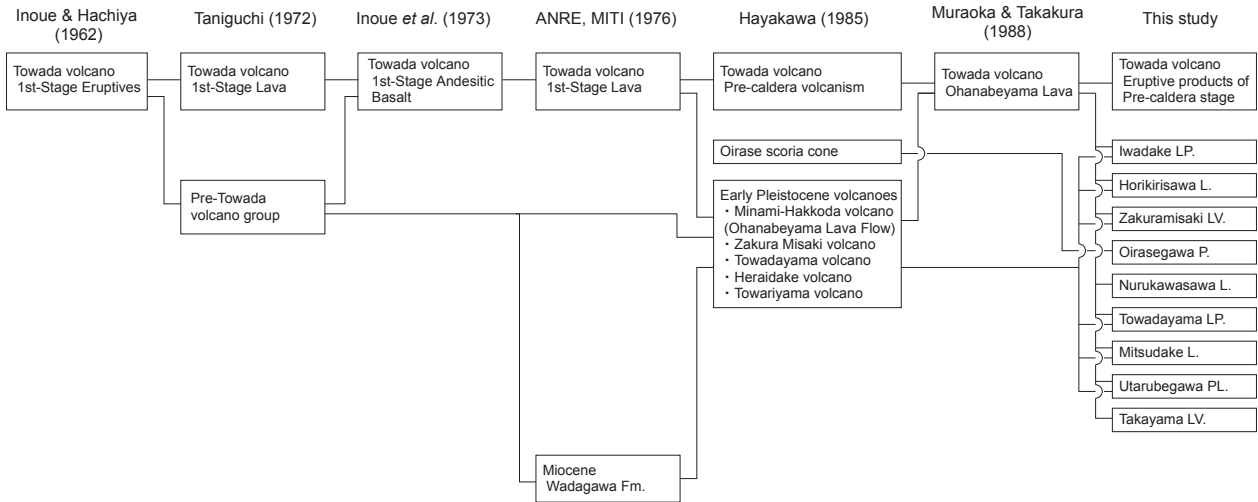 Inoue & Hachiya
(1962)
Taniguchi (1972)
Inoue et al. (1973)
ANRE, MITI (1976)
Hayakawa (1985)
Muraoka & Takakura
(1988)
This study
Towada volcano
1st-Stage Eruptives
Towada volcano
1st-Stage Lava
Towada volcano
1st-Stage Andesitic
Basalt
Towada volcano
1st-Stage Lava
Towada volcano
Pre-caldera volcanism
Towada volcano
Ohanabeyama Lava
Towada volcano
Eruptive products of
Pre-caldera stage
Pre-Towada
volcano group
Oirase scoria cone
Early Pleistocene volcanoes
・Minami-Hakkoda volcano
(Ohanabeyama Lava Flow)
・Zakura Misaki volcano
・Towadayama volcano
・Heraidake volcano
・Towariyama volcano
Miocene
Wadagawa Fm.
Iwadake LP.
Horikirisawa L.
Zakuramisaki LV.
Oirasegawa P.
Nurukawasawa L.
Towadayama LP.
Mitsudake L.
Utarubegawa PL.
Takayama LV.